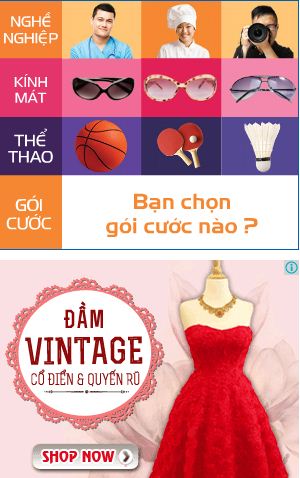 NGHỀ
NGHIỆP
KÍNH
MÁT
THỂ
THAO
GÓI
CƯỚC
Bạn chọn
gói cước nào ?
ĐẦM
VINTAGE
CỔ ĐIỂN & QUYẾN RŨ
SHOP NOW